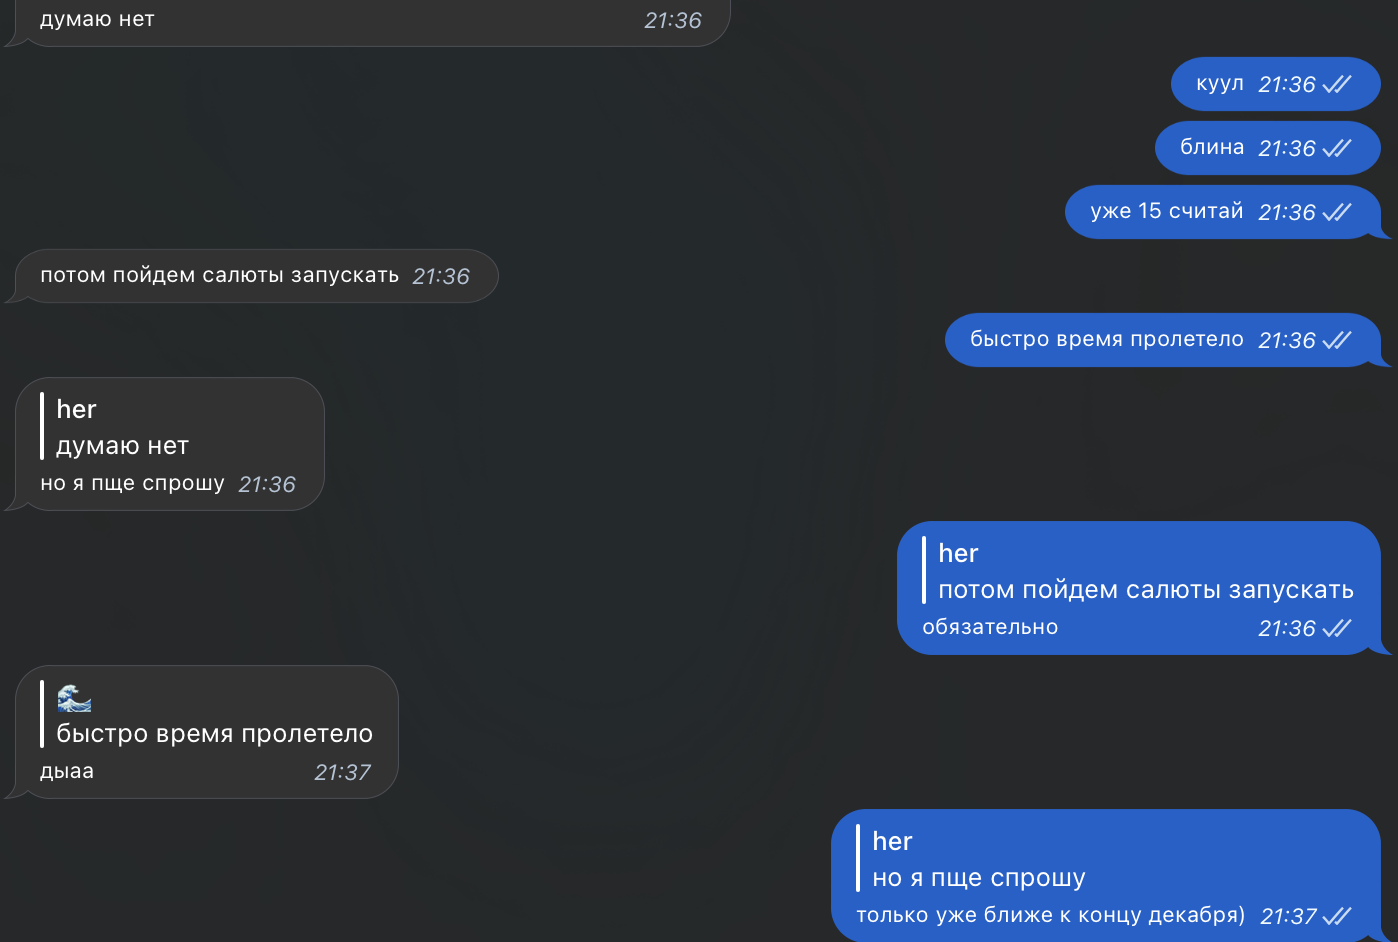 думаю нет 21:36
куул 21:36
блина 21:36
уже 15 считай 21:36
потом пойдем салюты запускать 21:36
быстро время пролетело 21:36
her
думаю нет
но я пще спрошу 21:36
her
потом пойдем салюты запускать
обязательно 21:36
🌊
быстро время пролетело
дыаа 21:37
her
но я пще спрошу
только уже ближе к концу декабря) 21:37